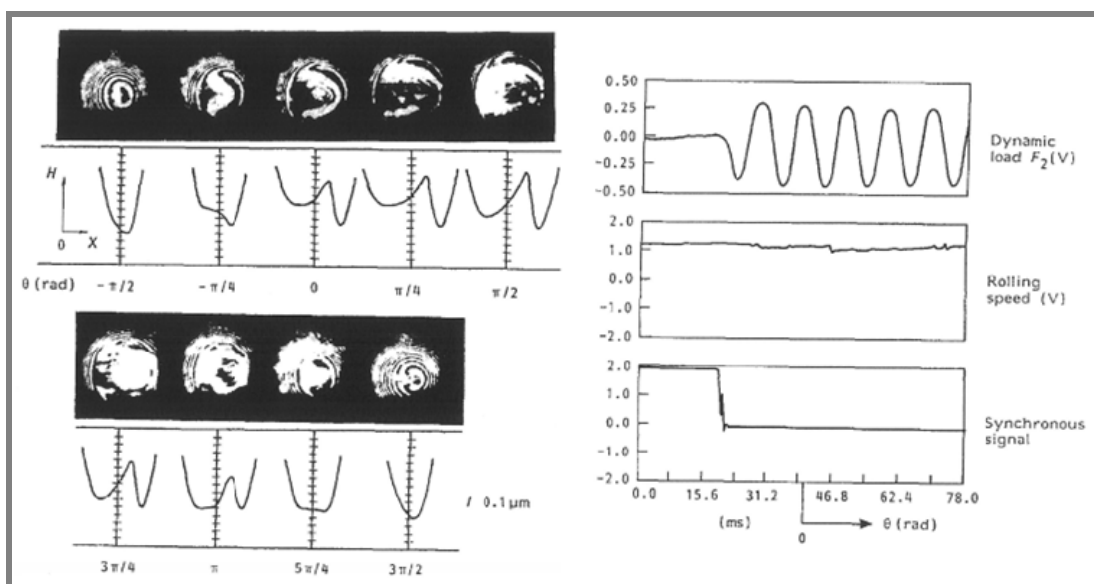 H
0 X
θ (rad) −π/2 −π/4 0 π/4 π/2
3π/4 π 5π/4 3π/2
I 0.1 μm
0.50
0.25
0.00
-0.25
-0.50
Dynamic
load F₂(V)
2.0
1.0
0.0
-1.0
-2.0
Rolling
speed (V)
2.0
1.0
0.0
-1.0
-2.0
Synchronous
signal
0.0 15.6 31.2 46.8 62.4 78.0
(ms) θ (rad)
0